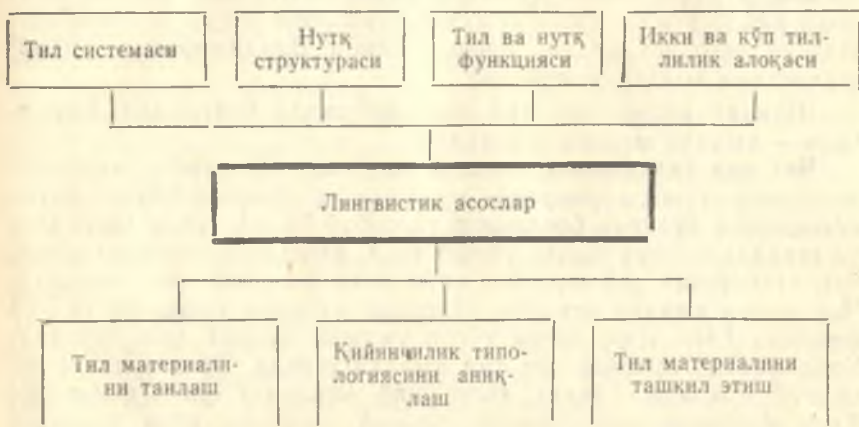 Тил системаси
Нутқ
структураси
Тил ва нутқ
функцияси
Икки ва кўп тил-
лилик алоқаси
Лингвистик асослар
Тил материали-
ни танлаш
Қийинчилик типо-
логиясини аниқ-
лаш
Тил материалини
ташкил этиш